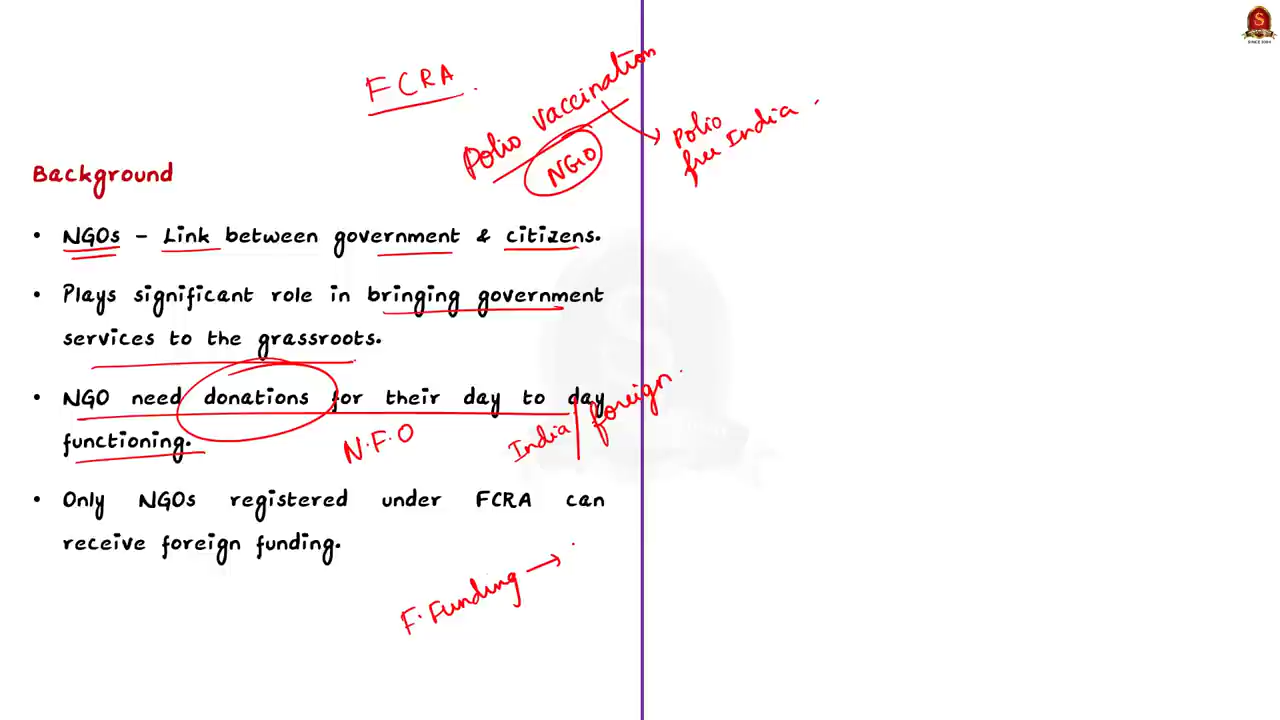 S
SINCE 2004
FCRA
Polio vaccination
NGO
Polio
free India
Background
• NGOs - Link between government & citizens.
• Plays significant role in bringing government
services to the grassroots.
• NGO need donations for their day to day
functioning.
N.F.O
India/foreign
• Only NGOs registered under FCRA can
receive foreign funding.
F. Funding →